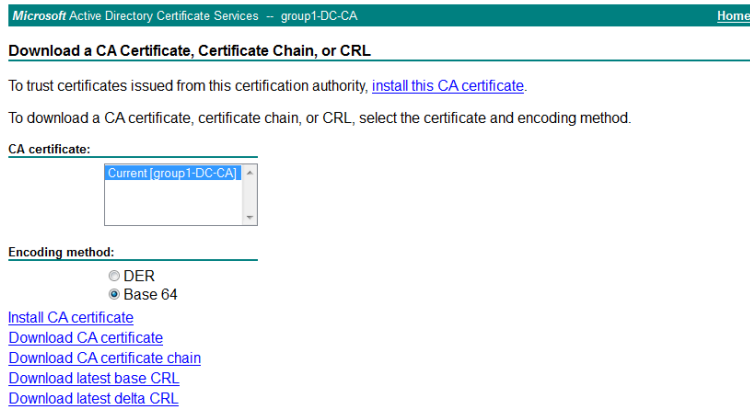 Microsoft Active Directory Certificate Services -- group1-DC-CA Home
Download a CA Certificate, Certificate Chain, or CRL
To trust certificates issued from this certification authority, install this CA certificate.
To download a CA certificate, certificate chain, or CRL, select the certificate and encoding method.
CA certificate:
Current [group1-DC-CA]
Encoding method:
DER
Base 64
Install CA certificate
Download CA certificate
Download CA certificate chain
Download latest base CRL
Download latest delta CRL